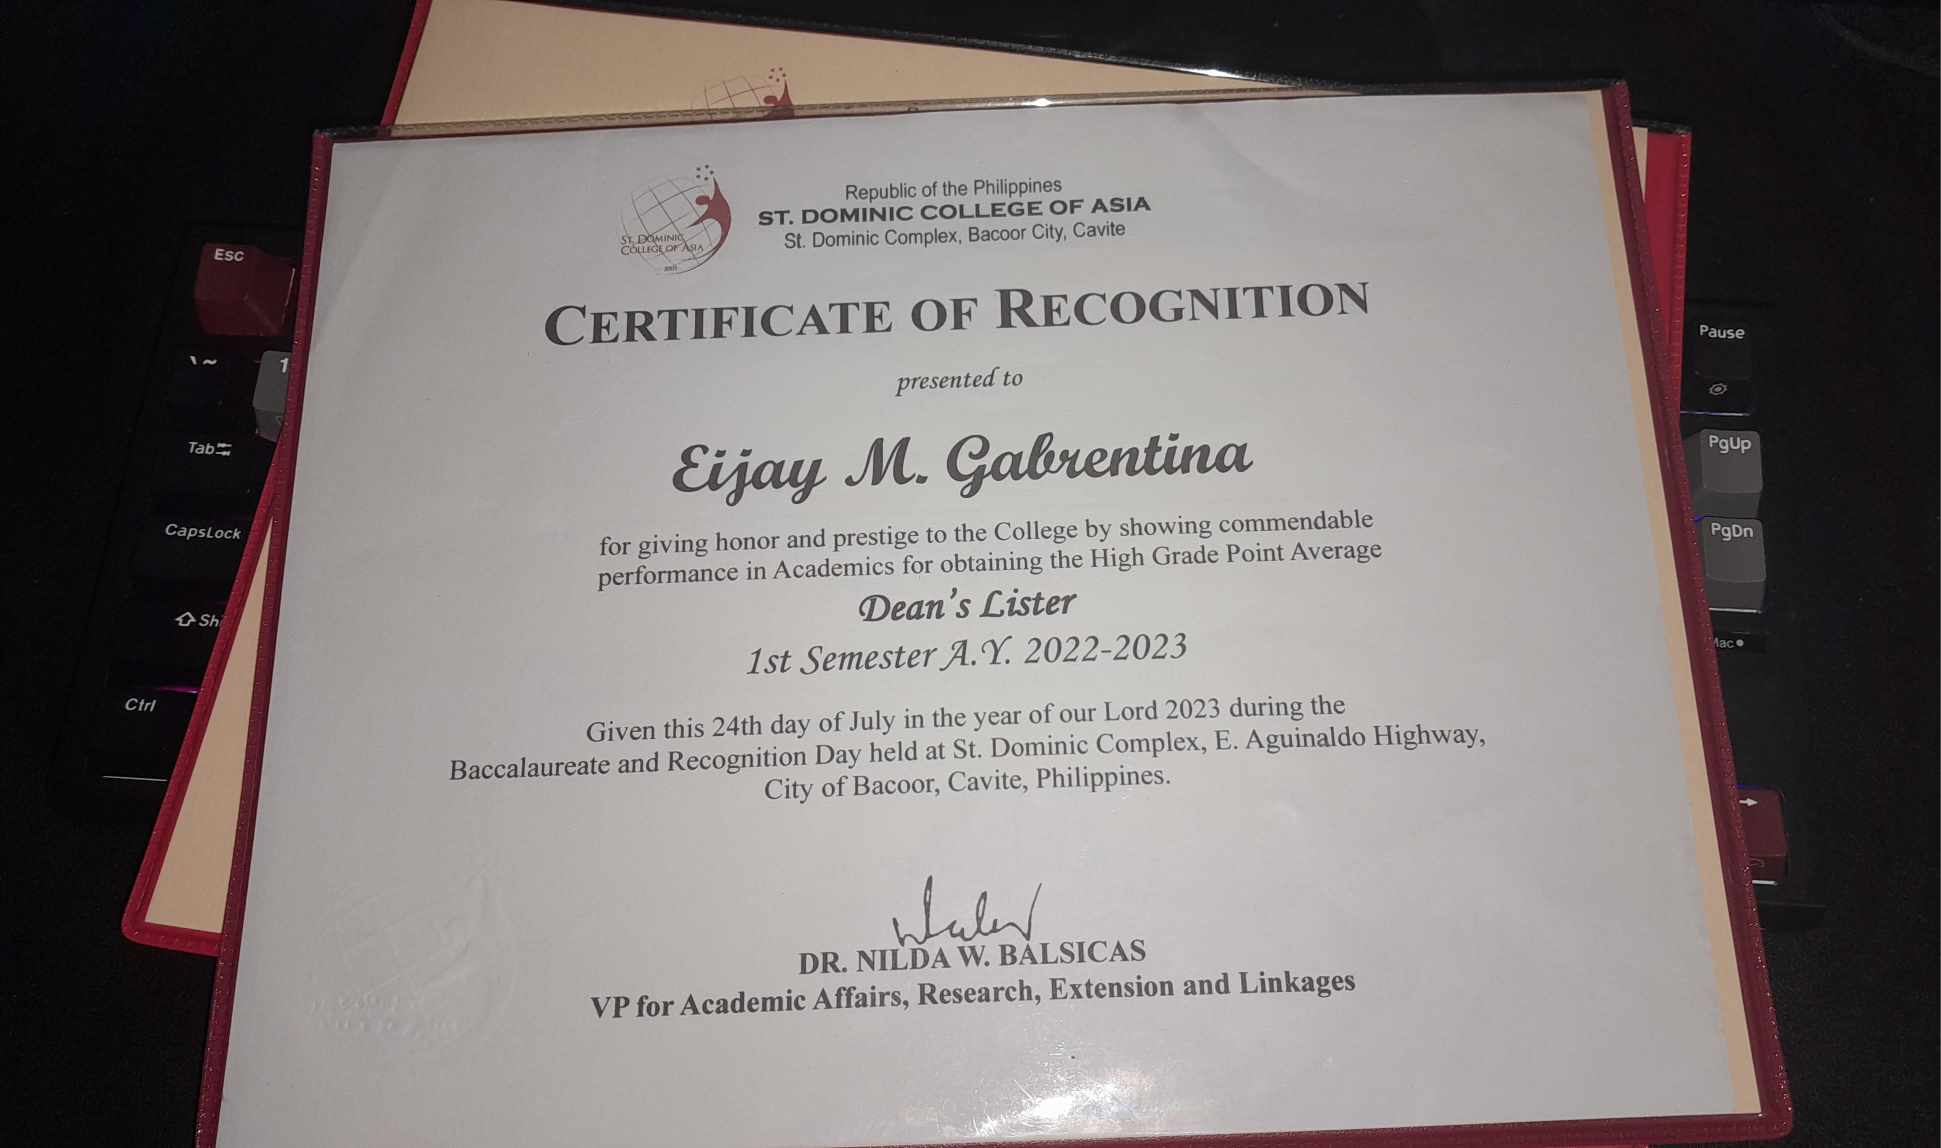 ST. DOMINIC
COLLEGE OF ASIA
Republic of the Philippines
ST. DOMINIC COLLEGE OF ASIA
St. Dominic Complex, Bacoor City, Cavite
CERTIFICATE OF RECOGNITION
presented to
Eijay M. Gabrentina
for giving honor and prestige to the College by showing commendable
performance in Academics for obtaining the High Grade Point Average
Dean's Lister
1st Semester A.Y. 2022-2023
Given this 24th day of July in the year of our Lord 2023 during the
Baccalaureate and Recognition Day held at St. Dominic Complex, E. Aguinaldo Highway,
City of Bacoor, Cavite, Philippines.
DR. NILDA W. BALSICAS
VP for Academic Affairs, Research, Extension and Linkages
Esc
1
Tab
CapsLock
Ctrl
Pause
PgUp
PgDn